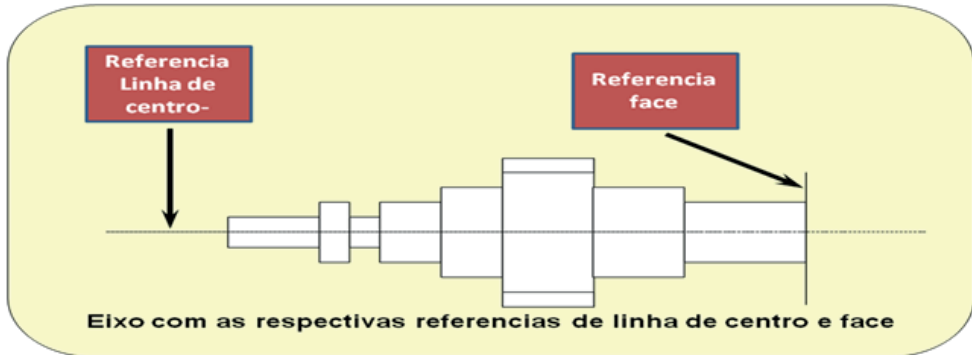 Referencia
Linha de
centro-
Referencia
face
Eixo com as respectivas referencias de linha de centro e face